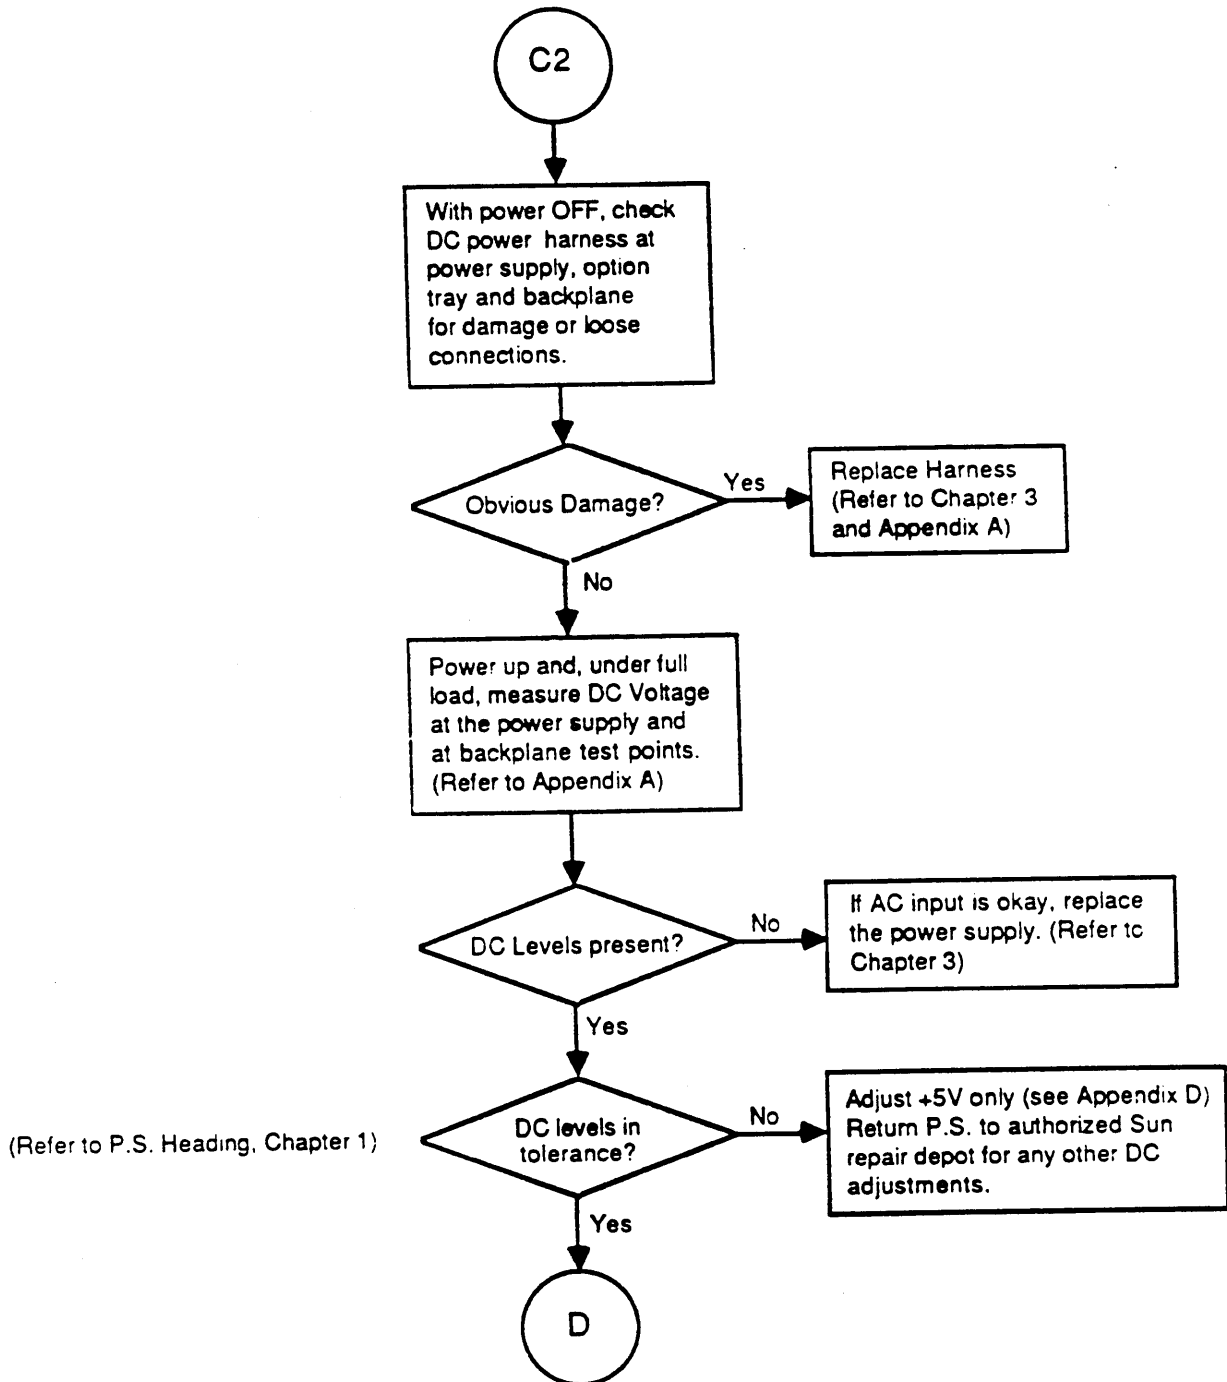 C2
With power OFF, check
DC power harness at
power supply, option
tray and backplane
for damage or loose
connections.
Obvious Damage?
Yes
Replace Harness
(Refer to Chapter 3
and Appendix A)
No
Power up and, under full
load, measure DC Voltage
at the power supply and
at backplane test points.
(Refer to Appendix A)
DC Levels present?
No
If AC input is okay, replace
the power supply. (Refer to
Chapter 3)
Yes
(Refer to P.S. Heading, Chapter 1)
DC levels in
tolerance?
No
Adjust +5V only (see Appendix D)
Return P.S. to authorized Sun
repair depot for any other DC
adjustments.
Yes
D